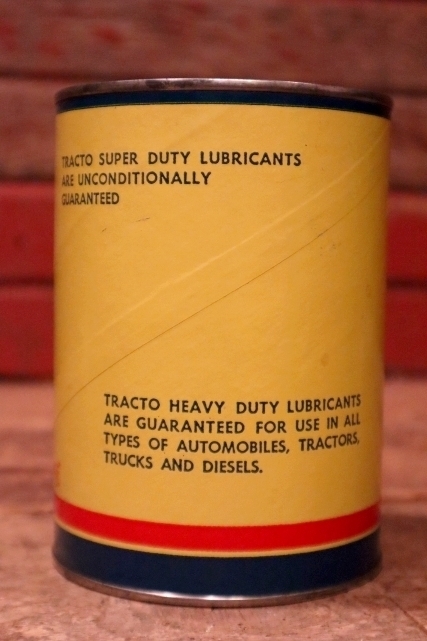 TRACTO SUPER DUTY LUBRICANTS
ARE UNCONDITIONALLY
GUARANTEED
TRACTO HEAVY DUTY LUBRICANTS
ARE GUARANTEED FOR USE IN ALL
TYPES OF AUTOMOBILES, TRACTORS,
TRUCKS AND DIESELS.